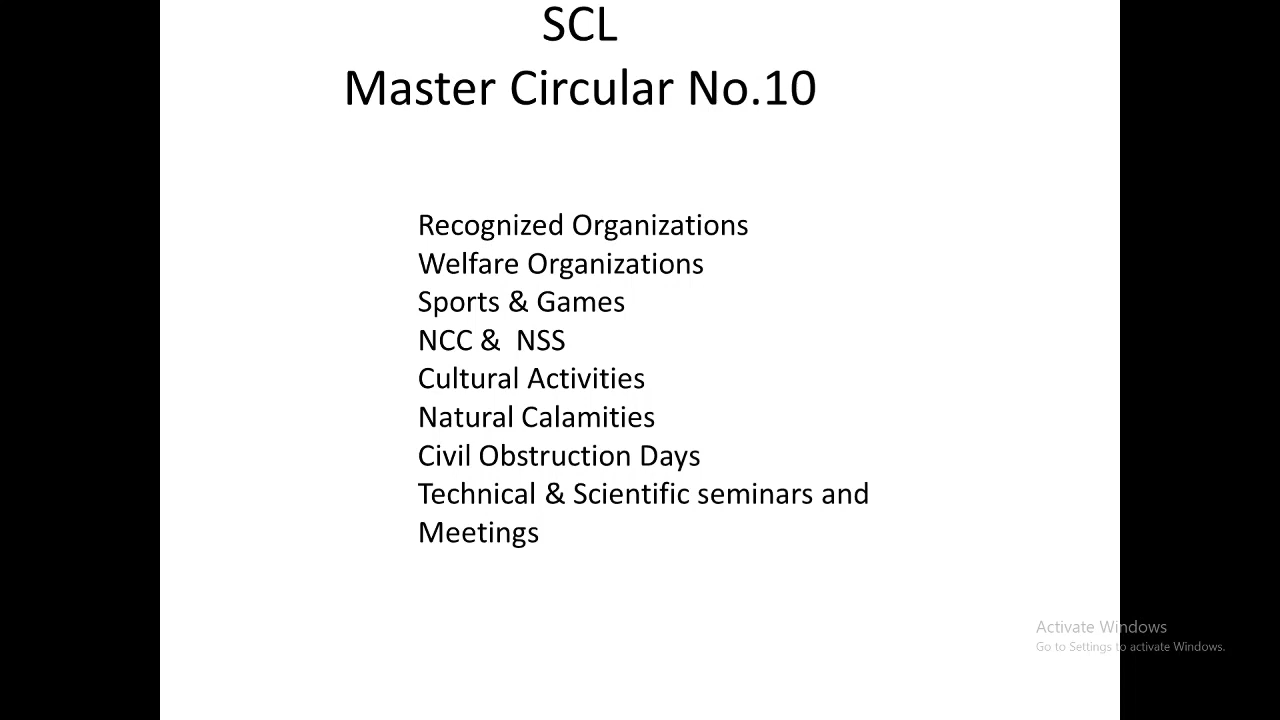 SCL
Master Circular No.10
Recognized Organizations
Welfare Organizations
Sports & Games
NCC &  NSS
Cultural Activities
Natural Calamities
Civil Obstruction Days
Technical & Scientific seminars and
Meetings
Activate Windows
Go to Settings to activate Windows.